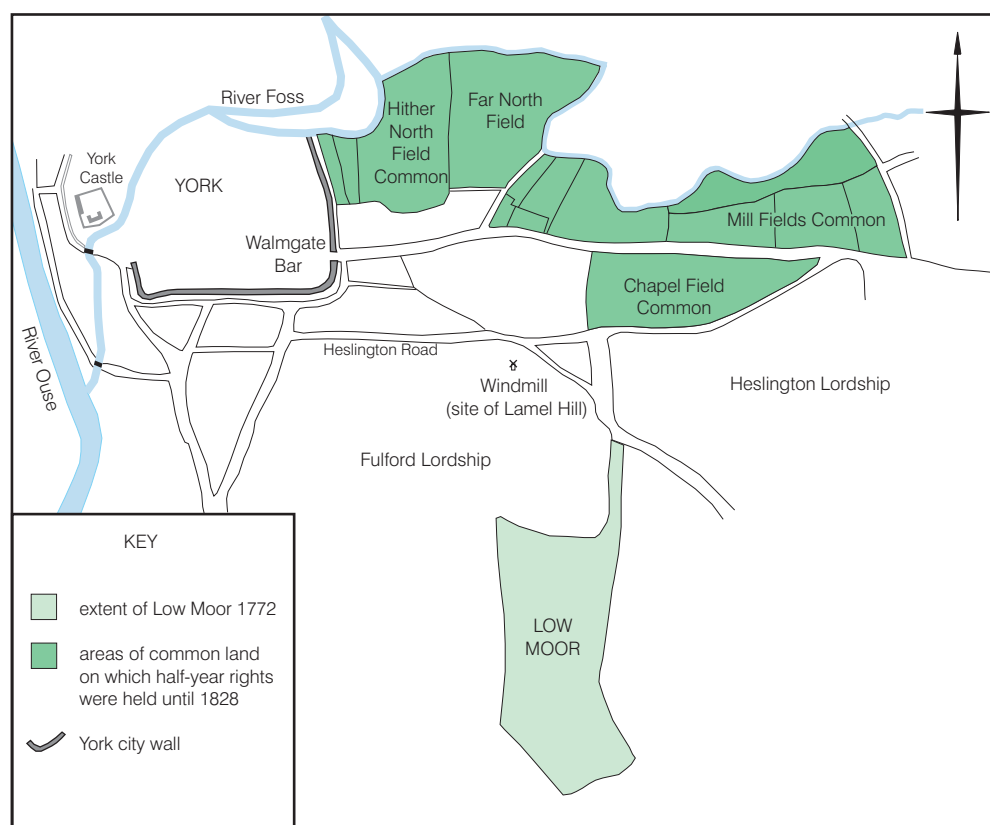 River Foss
York
Castle
YORK
Walmgate
Bar
Hither
North
Field
Common
Far North
Field
Mill Fields Common
Chapel Field
Common
Heslington Road
River Ouse
Windmill
(site of Lamel Hill)
Heslington Lordship
Fulford Lordship
LOW
MOOR
KEY
extent of Low Moor 1772
areas of common land
on which half-year rights
were held until 1828
York city wall